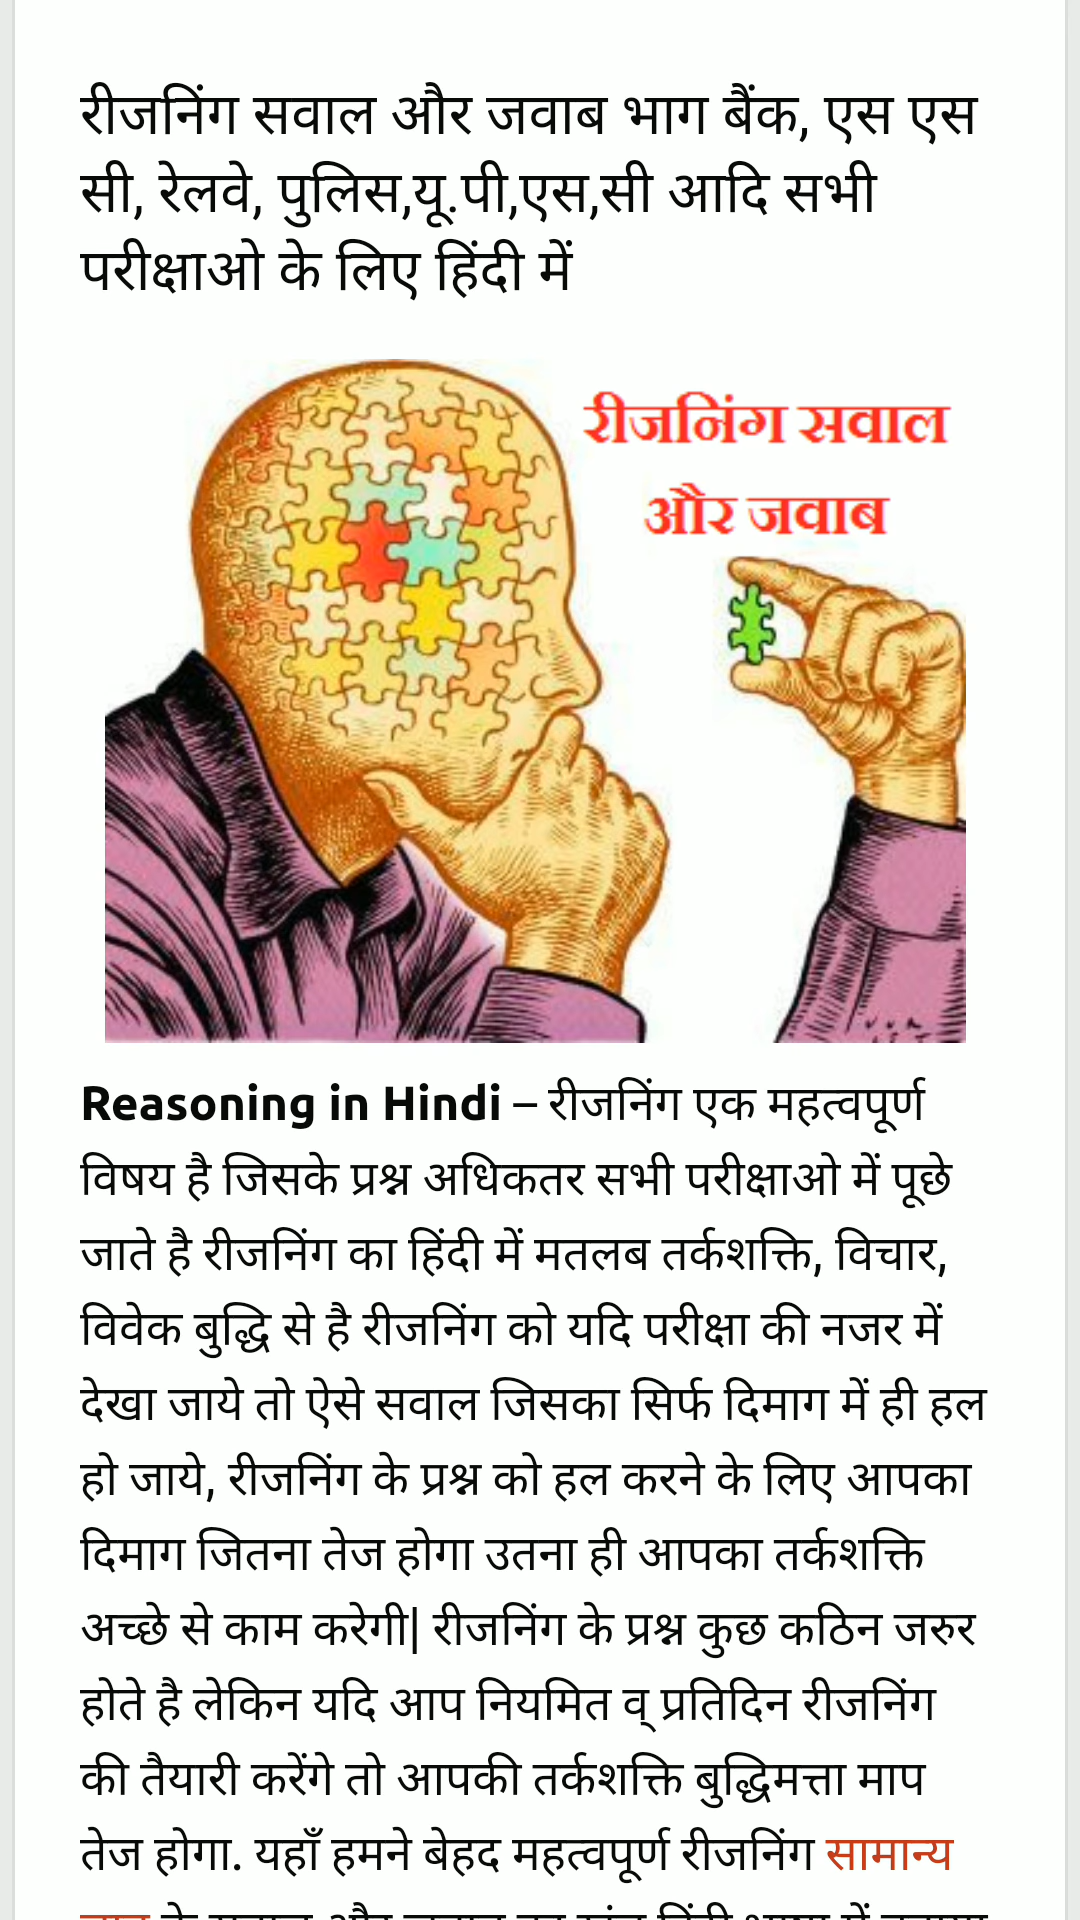 रीजनिंग सवाल और जवाब भाग बैंक, एस एस
सी, रेलवे, पुलिस,यू.पी,एस,सी आदि सभी
परीक्षाओ के लिए हिंदी में
रीजनिंग सवाल
और जवाब
Reasoning in Hindi – रीजनिंग एक महत्वपूर्ण
विषय है जिसके प्रश्न अधिकतर सभी परीक्षाओ में पूछे
जाते है रीजनिंग का हिंदी में मतलब तर्कशक्ति, विचार,
विवेक बुद्धि से है रीजनिंग को यदि परीक्षा की नजर में
देखा जाये तो ऐसे सवाल जिसका सिर्फ दिमाग में ही हल
हो जाये, रीजनिंग के प्रश्न को हल करने के लिए आपका
दिमाग जितना तेज होगा उतना ही आपका तर्कशक्ति
अच्छे से काम करेगी| रीजनिंग के प्रश्न कुछ कठिन जरुर
होते है लेकिन यदि आप नियमित व् प्रतिदिन रीजनिंग
की तैयारी करेंगे तो आपकी तर्कशक्ति बुद्धिमत्ता माप
तेज होगा. यहाँ हमने बेहद महत्वपूर्ण रीजनिंग सामान्य